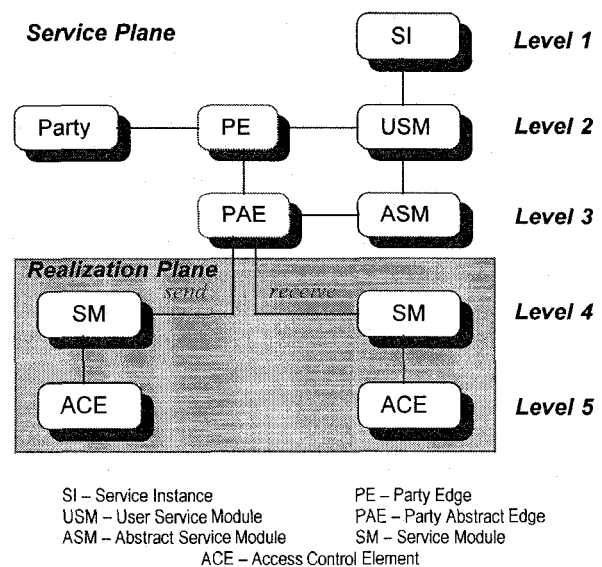 Service Plane
SI
Level 1
Party
PE
USM
Level 2
PAE
ASM
Level 3
Realization Plane
send
receive
SM
SM
Level 4
ACE
ACE
Level 5
SI – Service Instance
PE – Party Edge
USM – User Service Module
PAE – Party Abstract Edge
ASM – Abstract Service Module
SM – Service Module
ACE – Access Control Element